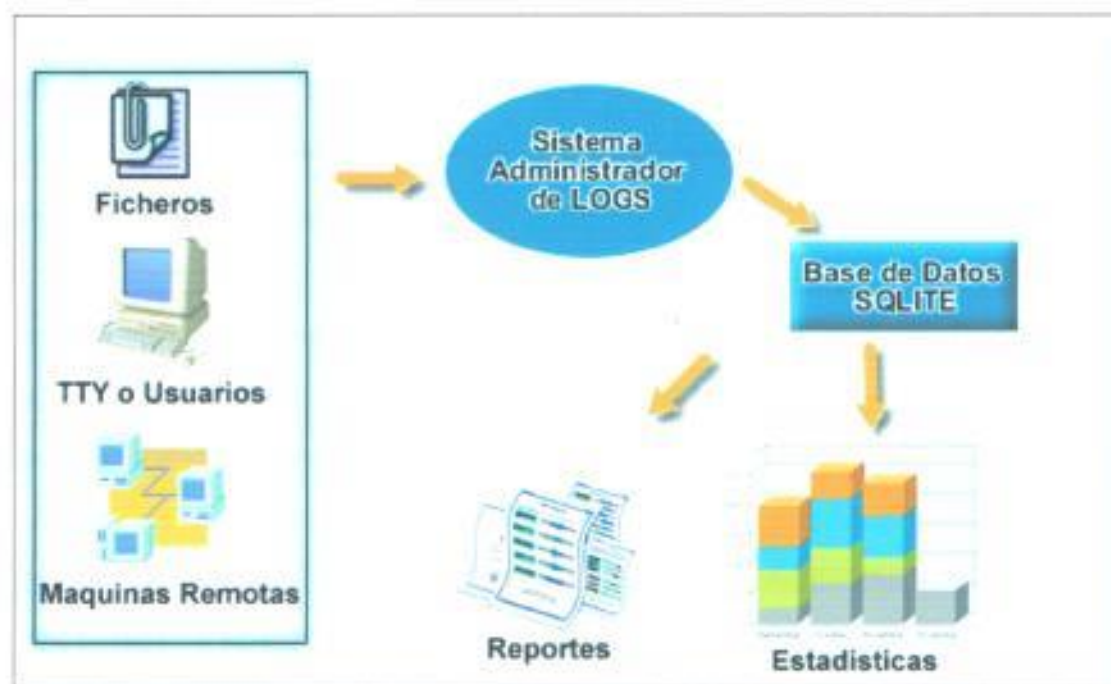 Ficheros
TTY o Usuarios
Maquinas Remotas
Sistema
Administrador
de LOGS
Base de Datos
SQLITE
Reportes
Estadisticas